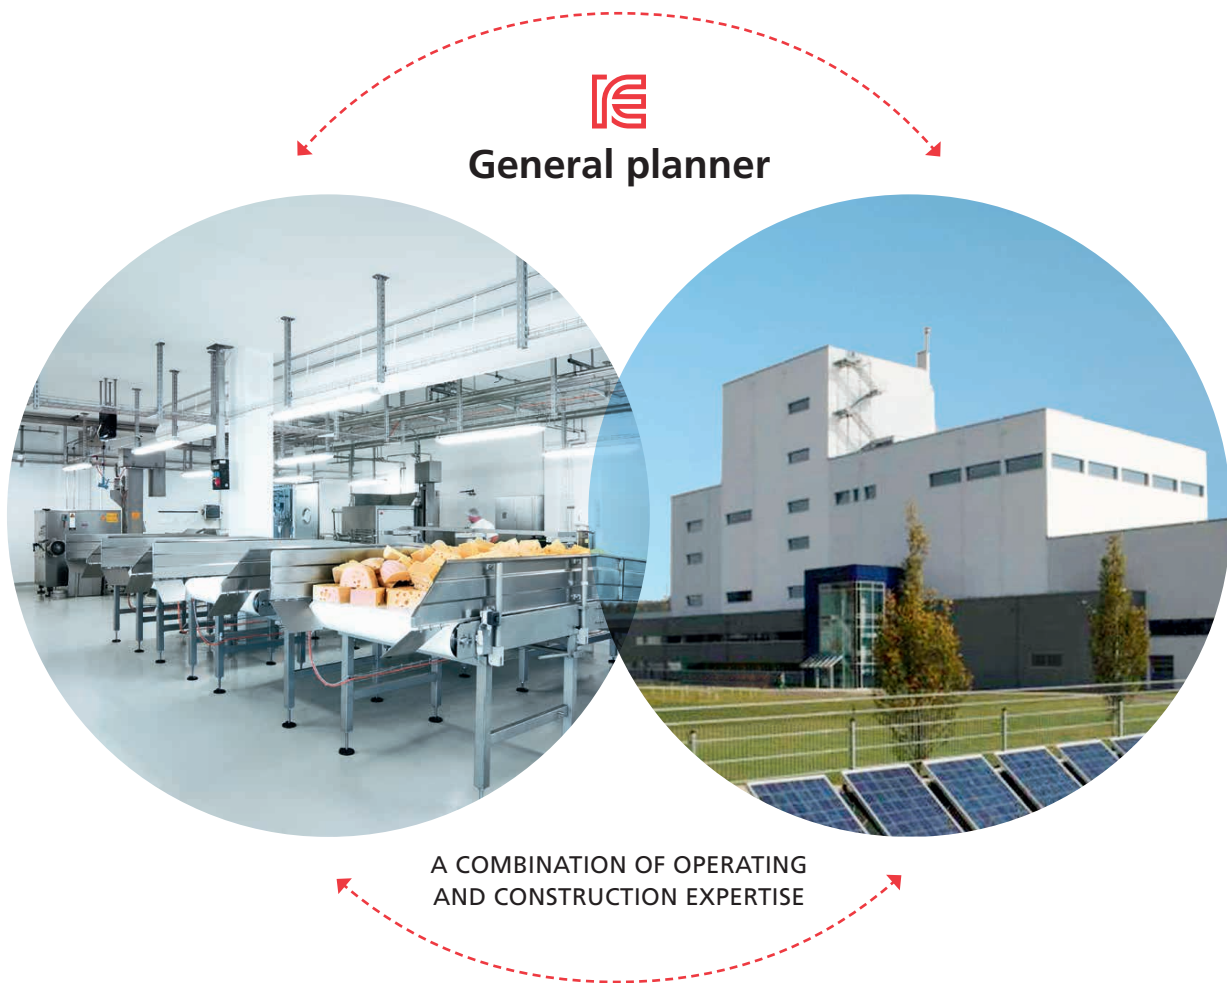 General planner
A COMBINATION OF OPERATING
AND CONSTRUCTION EXPERTISE